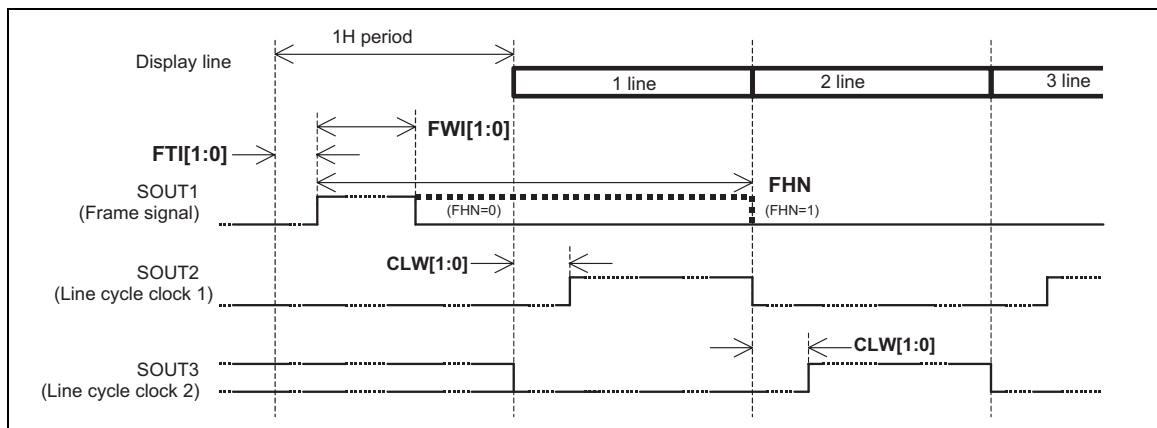 1H period
Display line
1 line
2 line
3 line
FWI[1:0]
FTI[1:0]
SOUT1
(Frame signal)
FHN
(FHN=0)
(FHN=1)
SOUT2
(Line cycle clock 1)
CLW[1:0]
SOUT3
(Line cycle clock 2)
CLW[1:0]